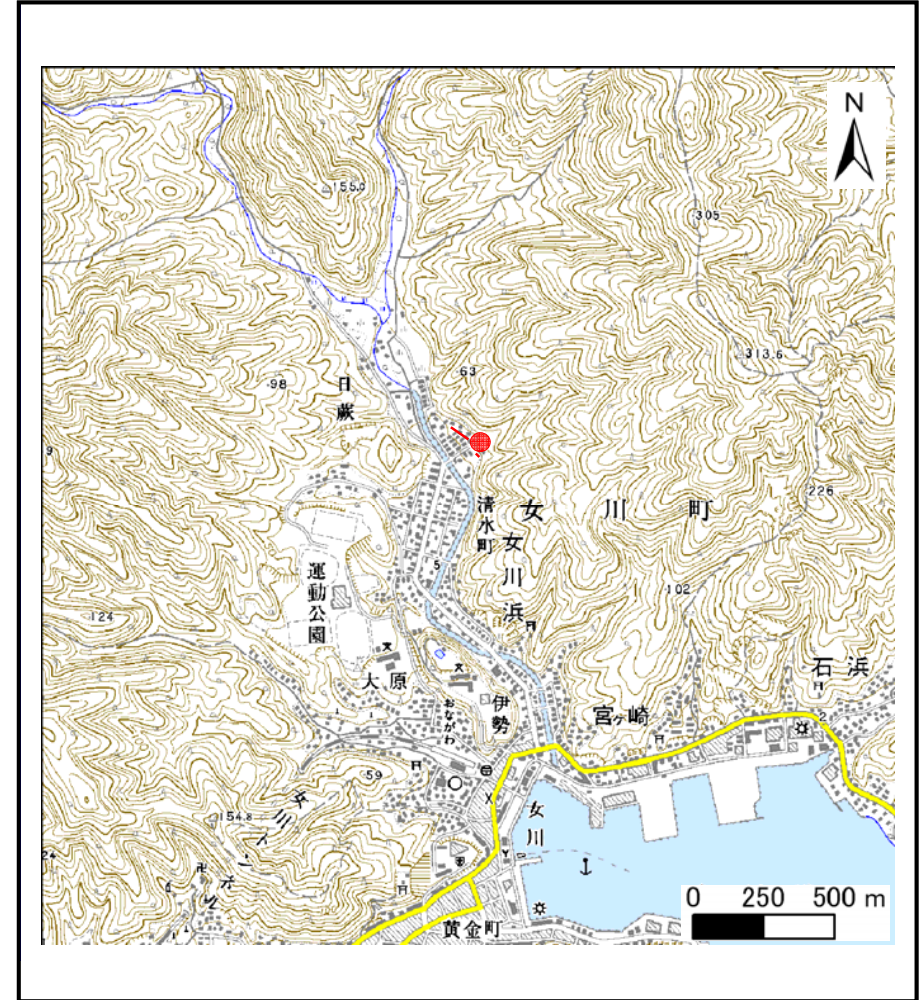 N
155.0
305
313.6
63
98
日蕨
9
226
清水町
女川町
女川浜
5
運動公園
102
124
石浜
大原
おながわ
伊勢
宮ヶ崎
2
59
女川
154.8
女川トンネル
24
0 250 500 m
黄金町